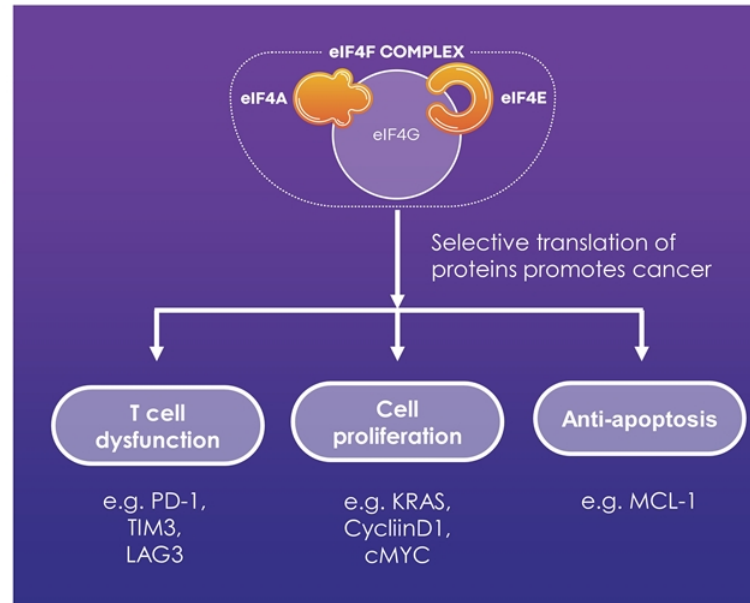 eIF4F COMPLEX
eIF4A
eIF4E
eIF4G
Selective translation of
proteins promotes cancer
T cell
dysfunction
Cell
proliferation
Anti-apoptosis
e.g. PD-1,
TIM3,
LAG3
e.g. KRAS,
CycliinD1,
cMYC
e.g. MCL-1